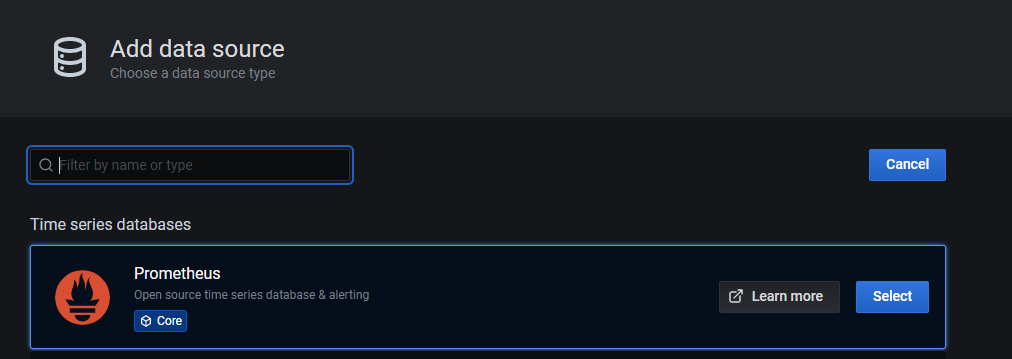 Add data source
Choose a data source type
Filter by name or type
Cancel
Time series databases
Prometheus
Open source time series database & alerting
Core
Learn more
Select